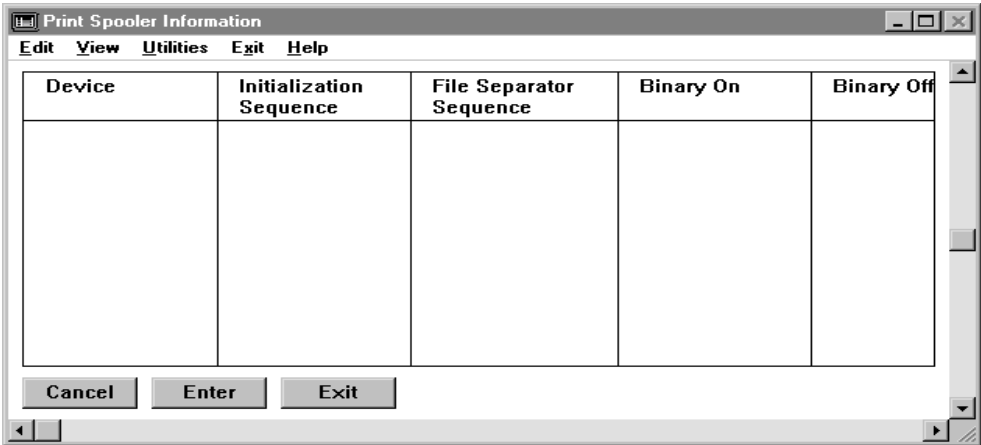 Print Spooler Information
Edit View Utilities Exit Help
Device Initialization Sequence File Separator Sequence Binary On Binary Off
Cancel Enter Exit